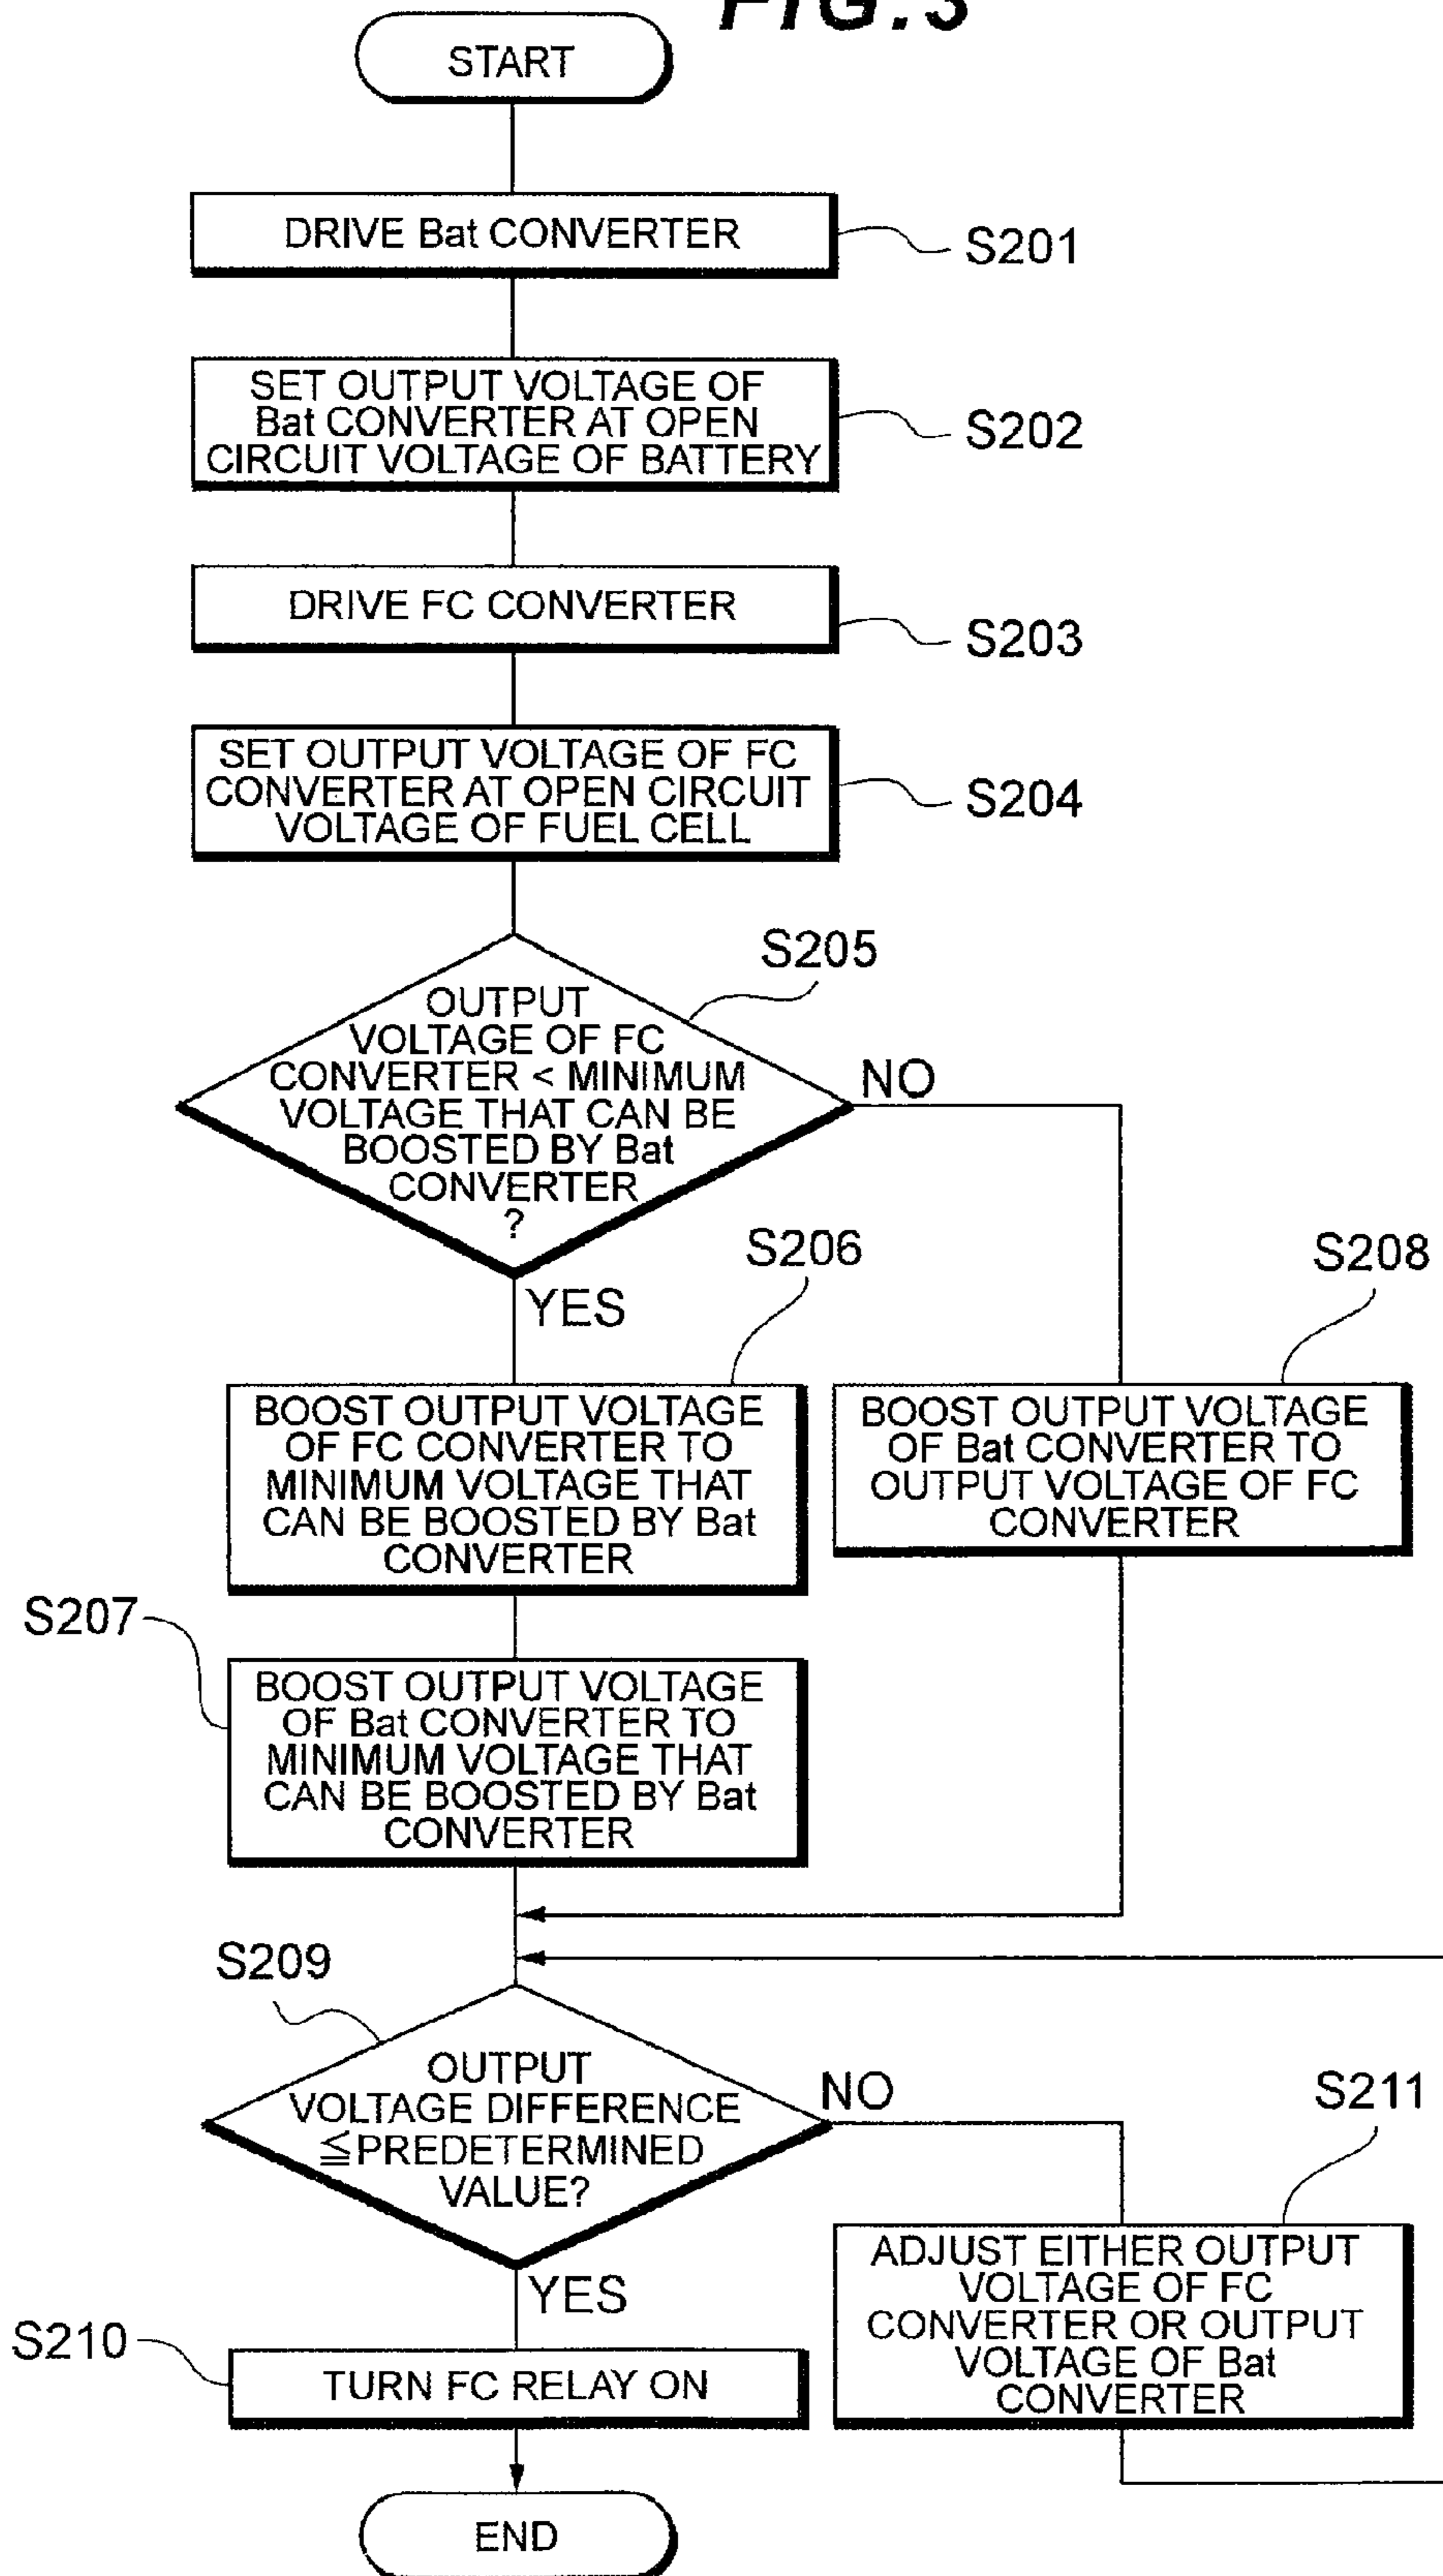 FIG. 3
START
DRIVE Bat CONVERTER
S201
SET OUTPUT VOLTAGE OF
Bat CONVERTER AT OPEN
CIRCUIT VOLTAGE OF BATTERY
S202
DRIVE FC CONVERTER
S203
SET OUTPUT VOLTAGE OF FC
CONVERTER AT OPEN CIRCUIT
VOLTAGE OF FUEL CELL
S204
S205
OUTPUT
VOLTAGE OF FC
CONVERTER < MINIMUM
VOLTAGE THAT CAN BE
BOOSTED BY Bat
CONVERTER
?
NO
YES
S206
BOOST OUTPUT VOLTAGE
OF FC CONVERTER TO
MINIMUM VOLTAGE THAT
CAN BE BOOSTED BY Bat
CONVERTER
S208
BOOST OUTPUT VOLTAGE
OF Bat CONVERTER TO
OUTPUT VOLTAGE OF FC
CONVERTER
S207
BOOST OUTPUT VOLTAGE
OF Bat CONVERTER TO
MINIMUM VOLTAGE THAT
CAN BE BOOSTED BY Bat
CONVERTER
S209
OUTPUT
VOLTAGE DIFFERENCE
≦PREDETERMINED
VALUE?
NO
YES
S211
ADJUST EITHER OUTPUT
VOLTAGE OF FC
CONVERTER OR OUTPUT
VOLTAGE OF Bat
CONVERTER
S210
TURN FC RELAY ON
END